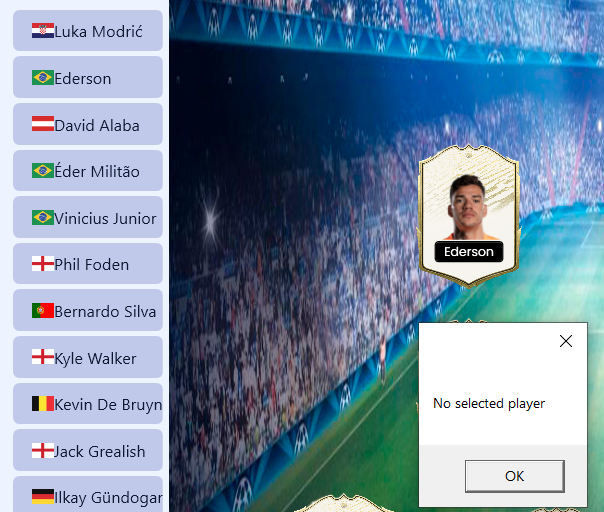 Luka Modrić
Ederson
David Alaba
Éder Militão
Vinicius Junior
Phil Foden
Bernardo Silva
Kyle Walker
Kevin De Bruyn
Jack Grealish
Ilkay Gündogar
Ederson
No selected player
OK